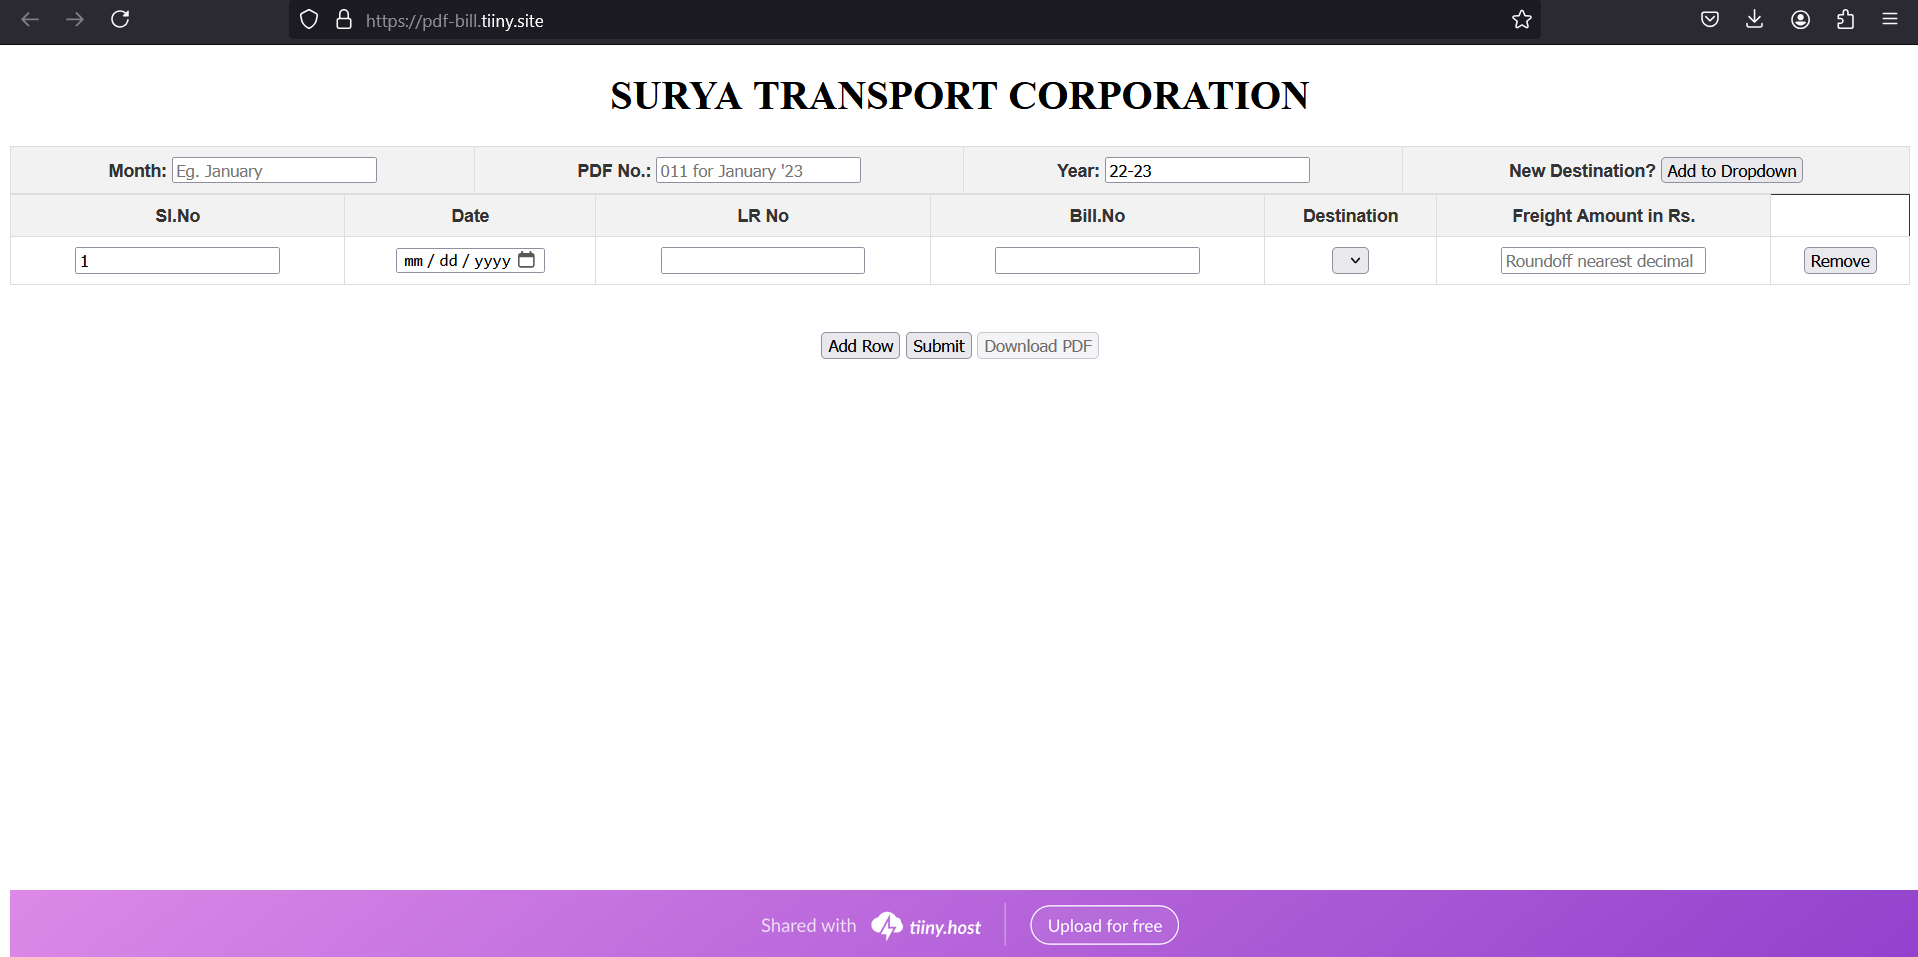 https://pdf-bill.tiiny.site
SURYA TRANSPORT CORPORATION
Month: Eg. January PDF No.: 011 for January '23 Year: 22-23 New Destination? Add to Dropdown
Sl.No Date LR No Bill.No Destination Freight Amount in Rs.
1 mm / dd / yyyy Roundoff nearest decimal Remove
Add Row Submit Download PDF
Shared with tiiny.host Upload for free